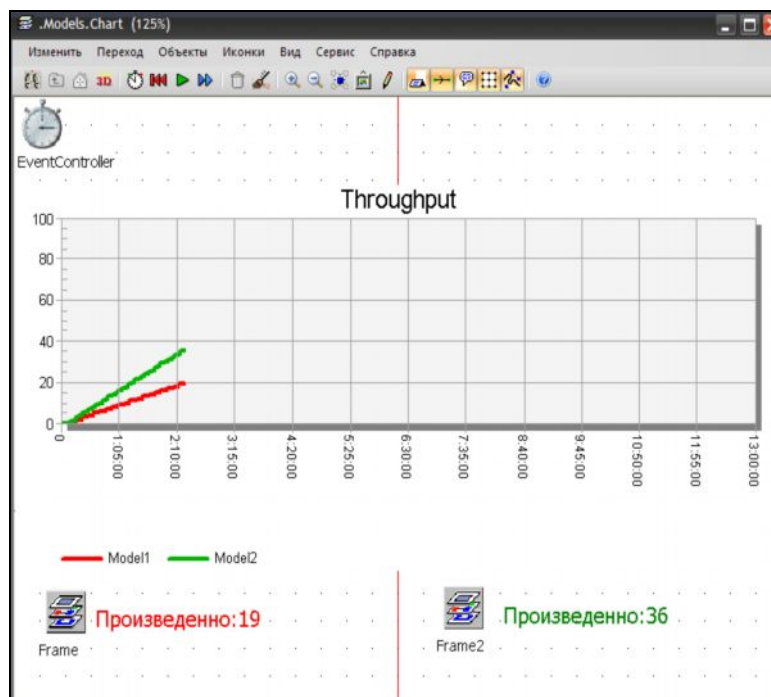 .Models.Chart (125%)
Изменить Переход Объекты Иконки Вид Сервис Справка
3D
EventController
Throughput
100
80
60
40
20
0
0 1:05:00 2:10:00 3:15:00 4:20:00 5:25:00 6:30:00 7:35:00 8:40:00 9:45:00 10:50:00 11:55:00 13:00:00
Model1 Model2
Произведенно:19 Произведенно:36
Frame Frame2